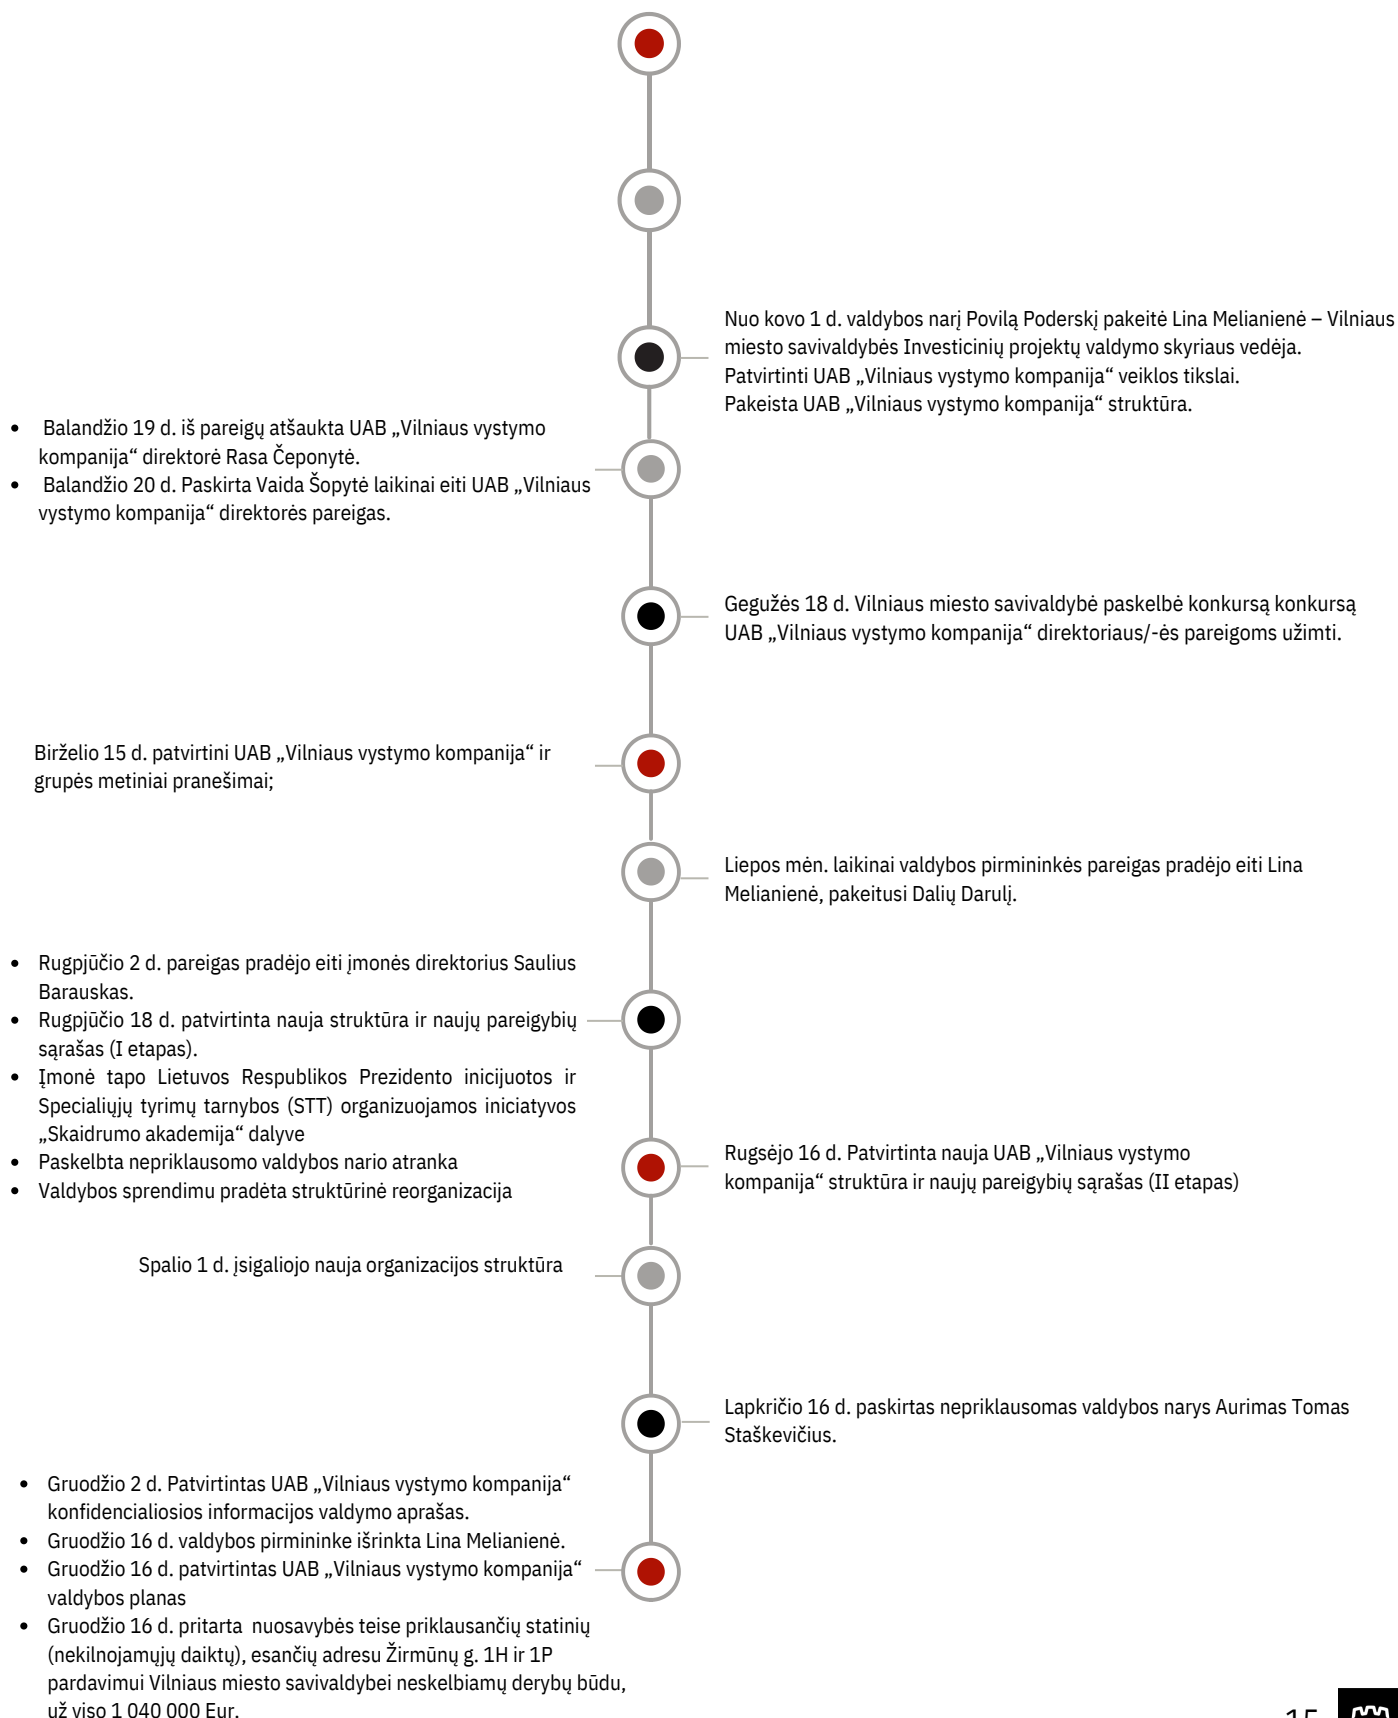 Nuo kovo 1 d. valdybos narį Povilą Poderskį pakeitė Lina Melianienė – Vilniaus
miesto savivaldybės Investicinių projektų valdymo skyriaus vedėja.
Patvirtinti UAB „Vilniaus vystymo kompanija“ veiklos tikslai.
Pakeista UAB „Vilniaus vystymo kompanija“ struktūra.
• Balandžio 19 d. iš pareigų atšaukta UAB „Vilniaus vystymo
kompanija“ direktorė Rasa Čeponytė.
• Balandžio 20 d. Paskirta Vaida Šopytė laikinai eiti UAB „Vilniaus
vystymo kompanija“ direktorės pareigas.
Gegužės 18 d. Vilniaus miesto savivaldybė paskelbė konkursą konkursą
UAB „Vilniaus vystymo kompanija“ direktoriaus/-ės pareigoms užimti.
Birželio 15 d. patvirtini UAB „Vilniaus vystymo kompanija“ ir
grupės metiniai pranešimai;
Liepos mėn. laikinai valdybos pirmininkės pareigas pradėjo eiti Lina
Melianienė, pakeitusi Dalių Darulį.
• Rugpjūčio 2 d. pareigas pradėjo eiti įmonės direktorius Saulius
Barauskas.
• Rugpjūčio 18 d. patvirtinta nauja struktūra ir naujų pareigybių
sąrašas (I etapas).
• Įmonė tapo Lietuvos Respublikos Prezidento inicijuotos ir
Specialiųjų tyrimų tarnybos (STT) organizuojamos iniciatyvos
„Skaidrumo akademija“ dalyve
• Paskelbta nepriklausomo valdybos nario atranka
• Valdybos sprendimu pradėta struktūrinė reorganizacija
Rugsėjo 16 d. Patvirtinta nauja UAB „Vilniaus vystymo
kompanija“ struktūra ir naujų pareigybių sąrašas (II etapas)
Spalio 1 d. įsigaliojo nauja organizacijos struktūra
Lapkričio 16 d. paskirtas nepriklausomas valdybos narys Aurimas Tomas
Staškevičius.
• Gruodžio 2 d. Patvirtintas UAB „Vilniaus vystymo kompanija“
konfidencialiosios informacijos valdymo aprašas.
• Gruodžio 16 d. valdybos pirmininke išrinkta Lina Melianienė.
• Gruodžio 16 d. patvirtintas UAB „Vilniaus vystymo kompanija“
valdybos planas
• Gruodžio 16 d. pritarta nuosavybės teise priklausančių statinių
(nekilnojamųjų daiktų), esančių adresu Žirmūnų g. 1H ir 1P
pardavimui Vilniaus miesto savivaldybei neskelbiamų derybų būdu,
už viso 1 040 000 Eur.
15